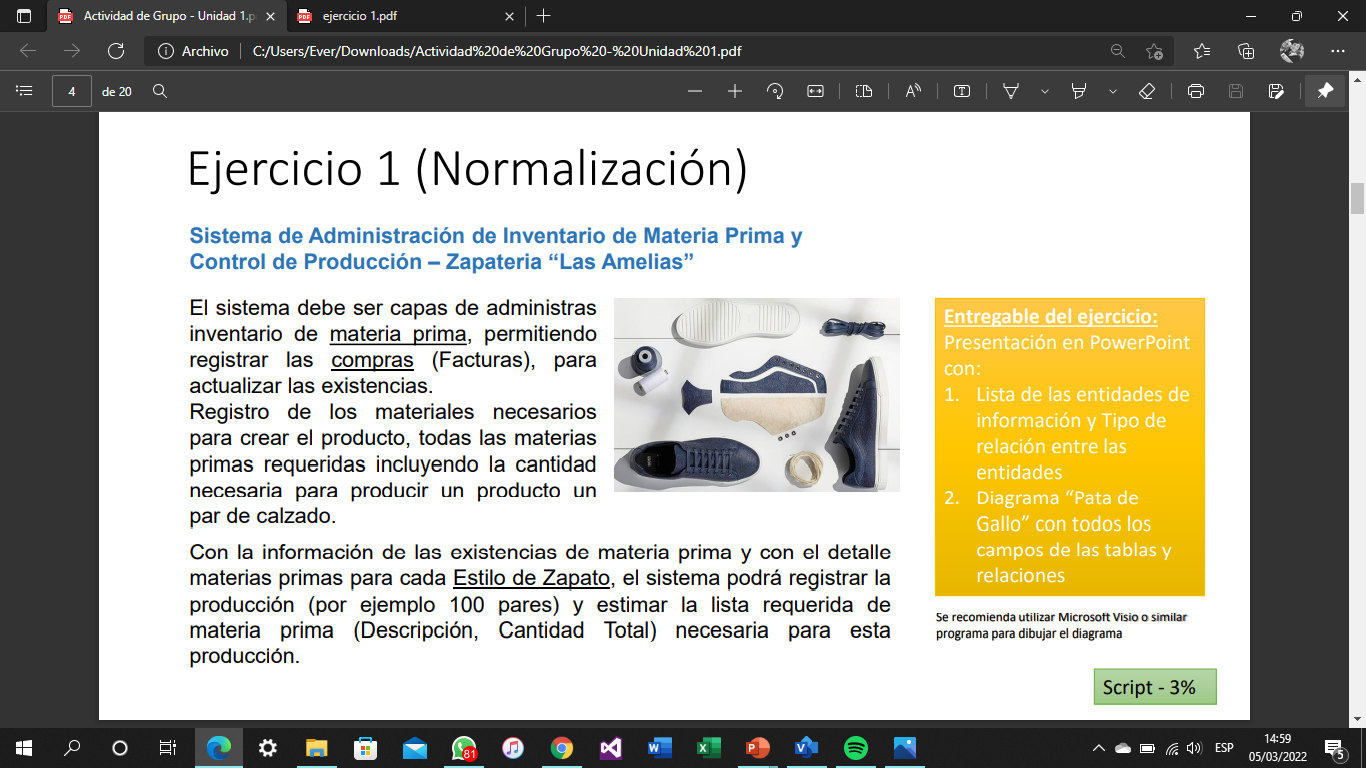 Actividad de Grupo - Unidad 1.p
ejercicio 1.pdf
Archivo
C:/Users/Ever/Downloads/Actividad%20de%20Grupo%20-%20Unidad%201.pdf
4 de 20
Ejercicio 1 (Normalización)
Sistema de Administración de Inventario de Materia Prima y
Control de Producción – Zapateria “Las Amelias”
El sistema debe ser capas de administras
inventario de materia prima, permitiendo
registrar las compras (Facturas), para
actualizar las existencias.
Registro de los materiales necesarios
para crear el producto, todas las materias
primas requeridas incluyendo la cantidad
necesaria para producir un producto un
par de calzado.
Con la información de las existencias de materia prima y con el detalle
materias primas para cada Estilo de Zapato, el sistema podrá registrar la
producción (por ejemplo 100 pares) y estimar la lista requerida de
materia prima (Descripción, Cantidad Total) necesaria para esta
producción.
Entregable del ejercicio:
Presentación en PowerPoint
con:
1. Lista de las entidades de
información y Tipo de
relación entre las
entidades
2. Diagrama “Pata de
Gallo” con todos los
campos de las tablas y
relaciones
Se recomienda utilizar Microsoft Visio o similar
programa para dibujar el diagrama
Script - 3%
81
ESP
14:59
05/03/2022
5